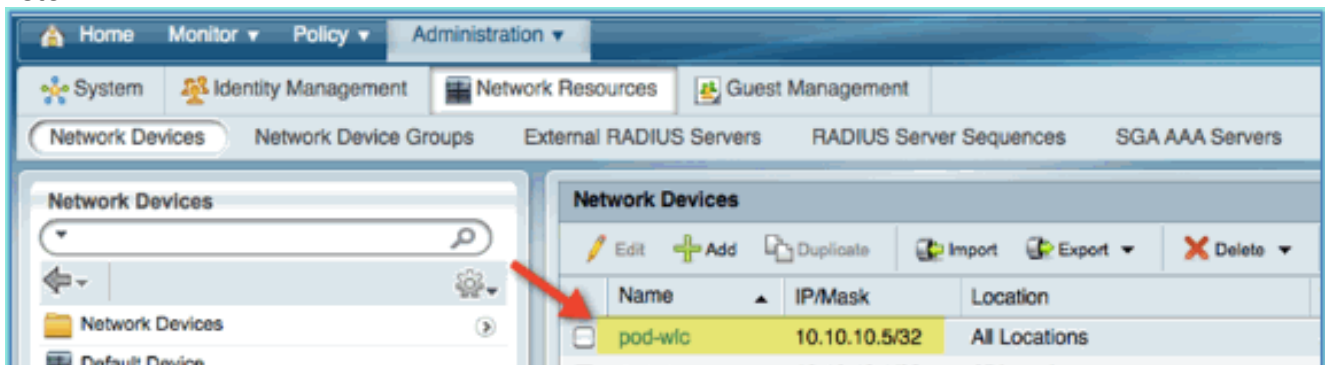 Home Monitor Policy Administration
System Identity Management Network Resources Guest Management
Network Devices Network Device Groups External RADIUS Servers RADIUS Server Sequences SGA AAA Servers
Network Devices
Network Devices
Default Device
Network Devices
Edit Add Duplicate Import Export Delete
Name IP/Mask Location
pod-wlc 10.10.10.5/32 All Locations